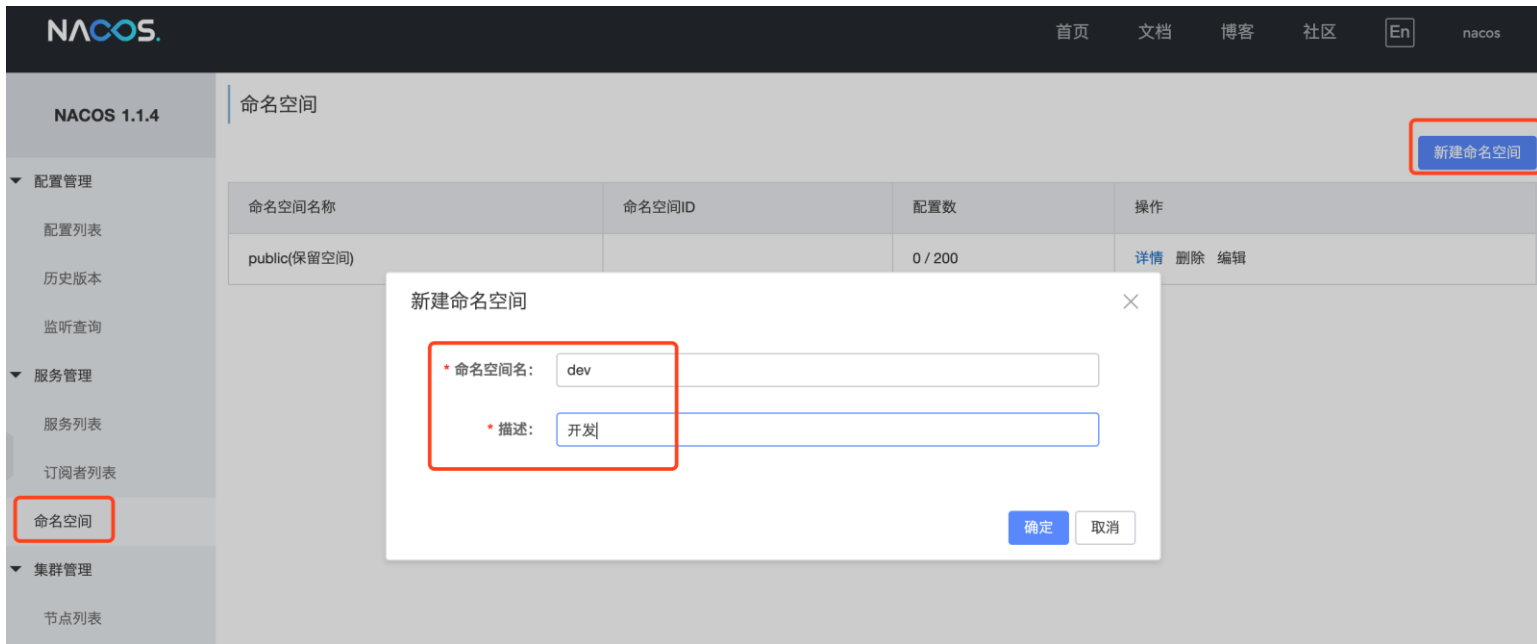 NACOS. 首页 文档 博客 社区 En nacos
NACOS 1.1.4
配置管理
配置列表
历史版本
监听查询
服务管理
服务列表
订阅者列表
命名空间
集群管理
节点列表
命名空间
新建命名空间
命名空间名称 命名空间ID 配置数 操作
public(保留空间) 0 / 200 详情 删除 编辑
新建命名空间
* 命名空间名: dev
* 描述: 开发
确定 取消